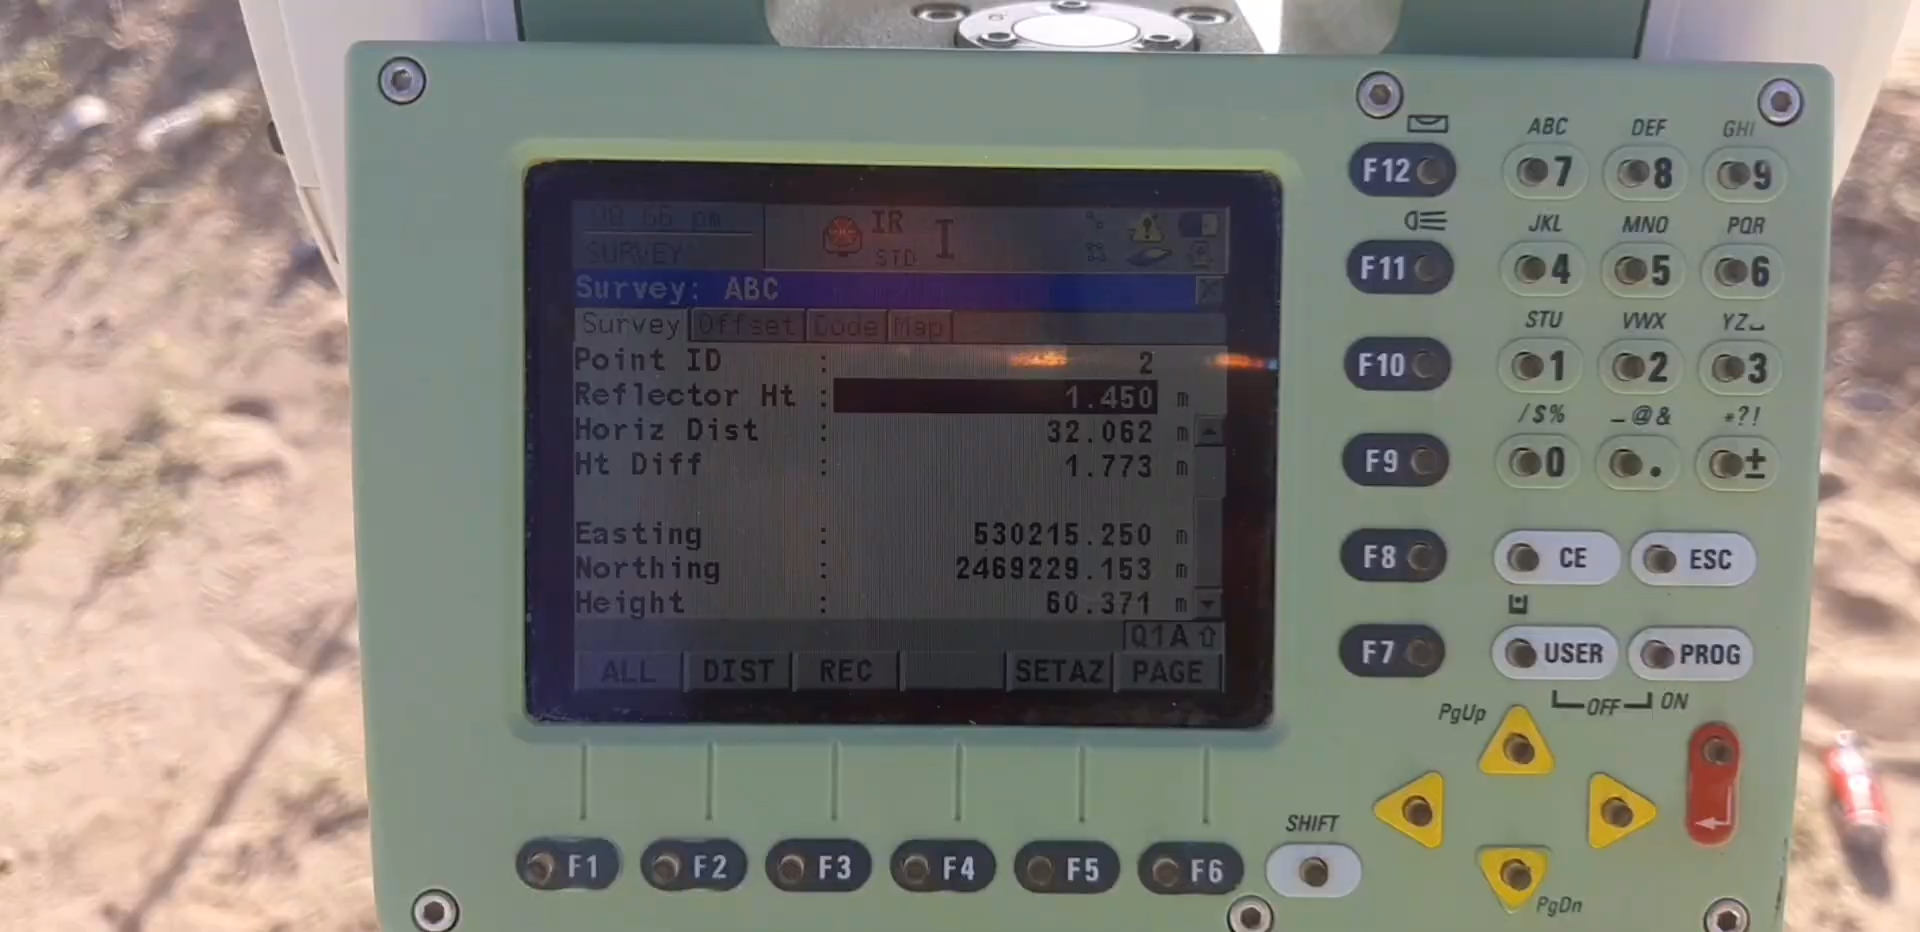 SURVEY
IR
STD
I
Survey: ABC
Survey Offset Code Map
Point ID : 2
Reflector Ht : 1.450 m
Horiz Dist : 32.062 m
Ht Diff : 1.773 m
Easting : 530215.250 m
Northing : 2469229.153 m
Height : 60.371 m
Q1A
ALL DIST REC SETAZ PAGE
F1 F2 F3 F4 F5 F6 SHIFT
ABC DEF GHI
F12 7 8 9
JKL MNO PQR
F11 4 5 6
STU VWX YZ
F10 1 2 3
/$% _@& *?!
F9 0 . ±
F8 CE ESC
F7 USER PROG
OFF ON
PgUp
PgDn